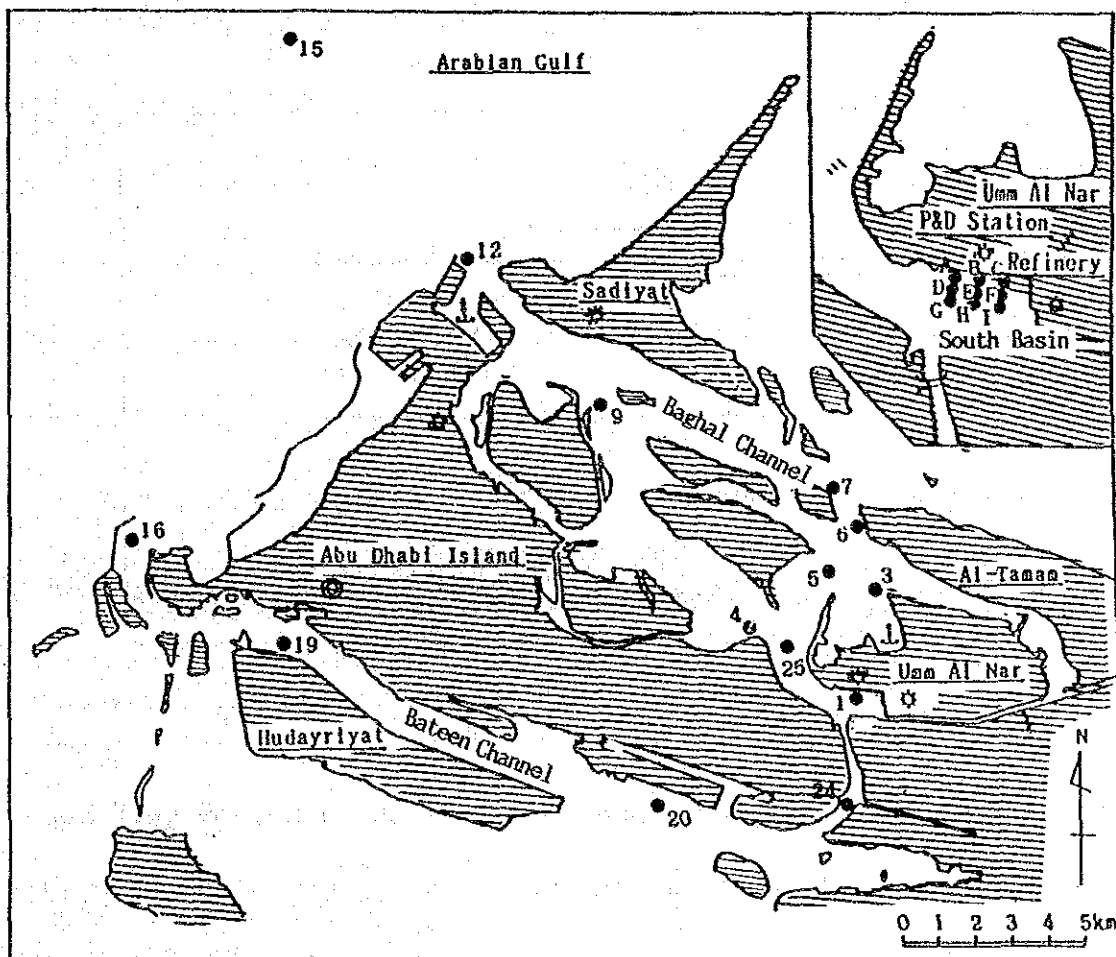 15
Arabian Gulf
Umm Al Nar
P&D Station
B C Refinery
D E F
G H I
South Basin
12
Sadiyat
9
Baghal Channel
7
6
16
Abu Dhabi Island
5
3
Al-Tamam
4
19
25
Umm Al Nar
1
Hudayriyat
Bateen Channel
N
20
24
0 1 2 3 4 5km